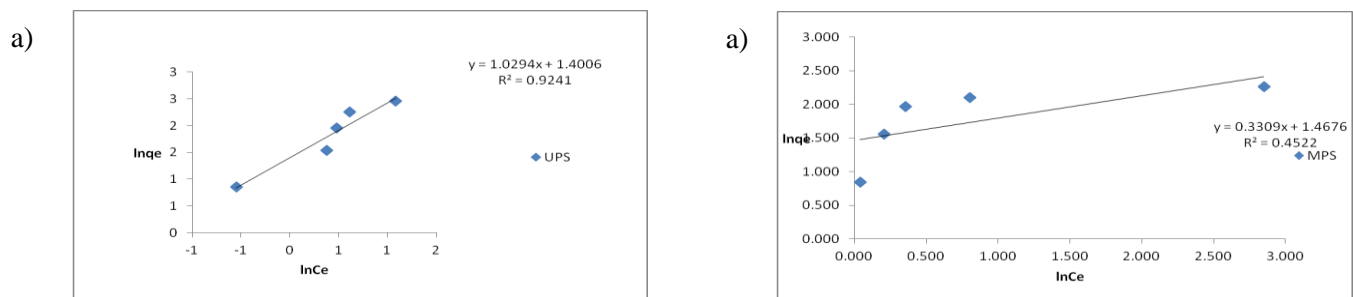 a)
y = 1.0294x + 1.4006
R² = 0.9241
3
3
2
2
1
1
0
lnqe
UPS
-1
-1
0
1
1
2
lnCe
a)
3.000
2.500
2.000
1.500
1.000
0.500
0.000
lnqe
y = 0.3309x + 1.4676
R² = 0.4522
MPS
0.000
0.500
1.000
1.500
2.000
2.500
3.000
lnCe